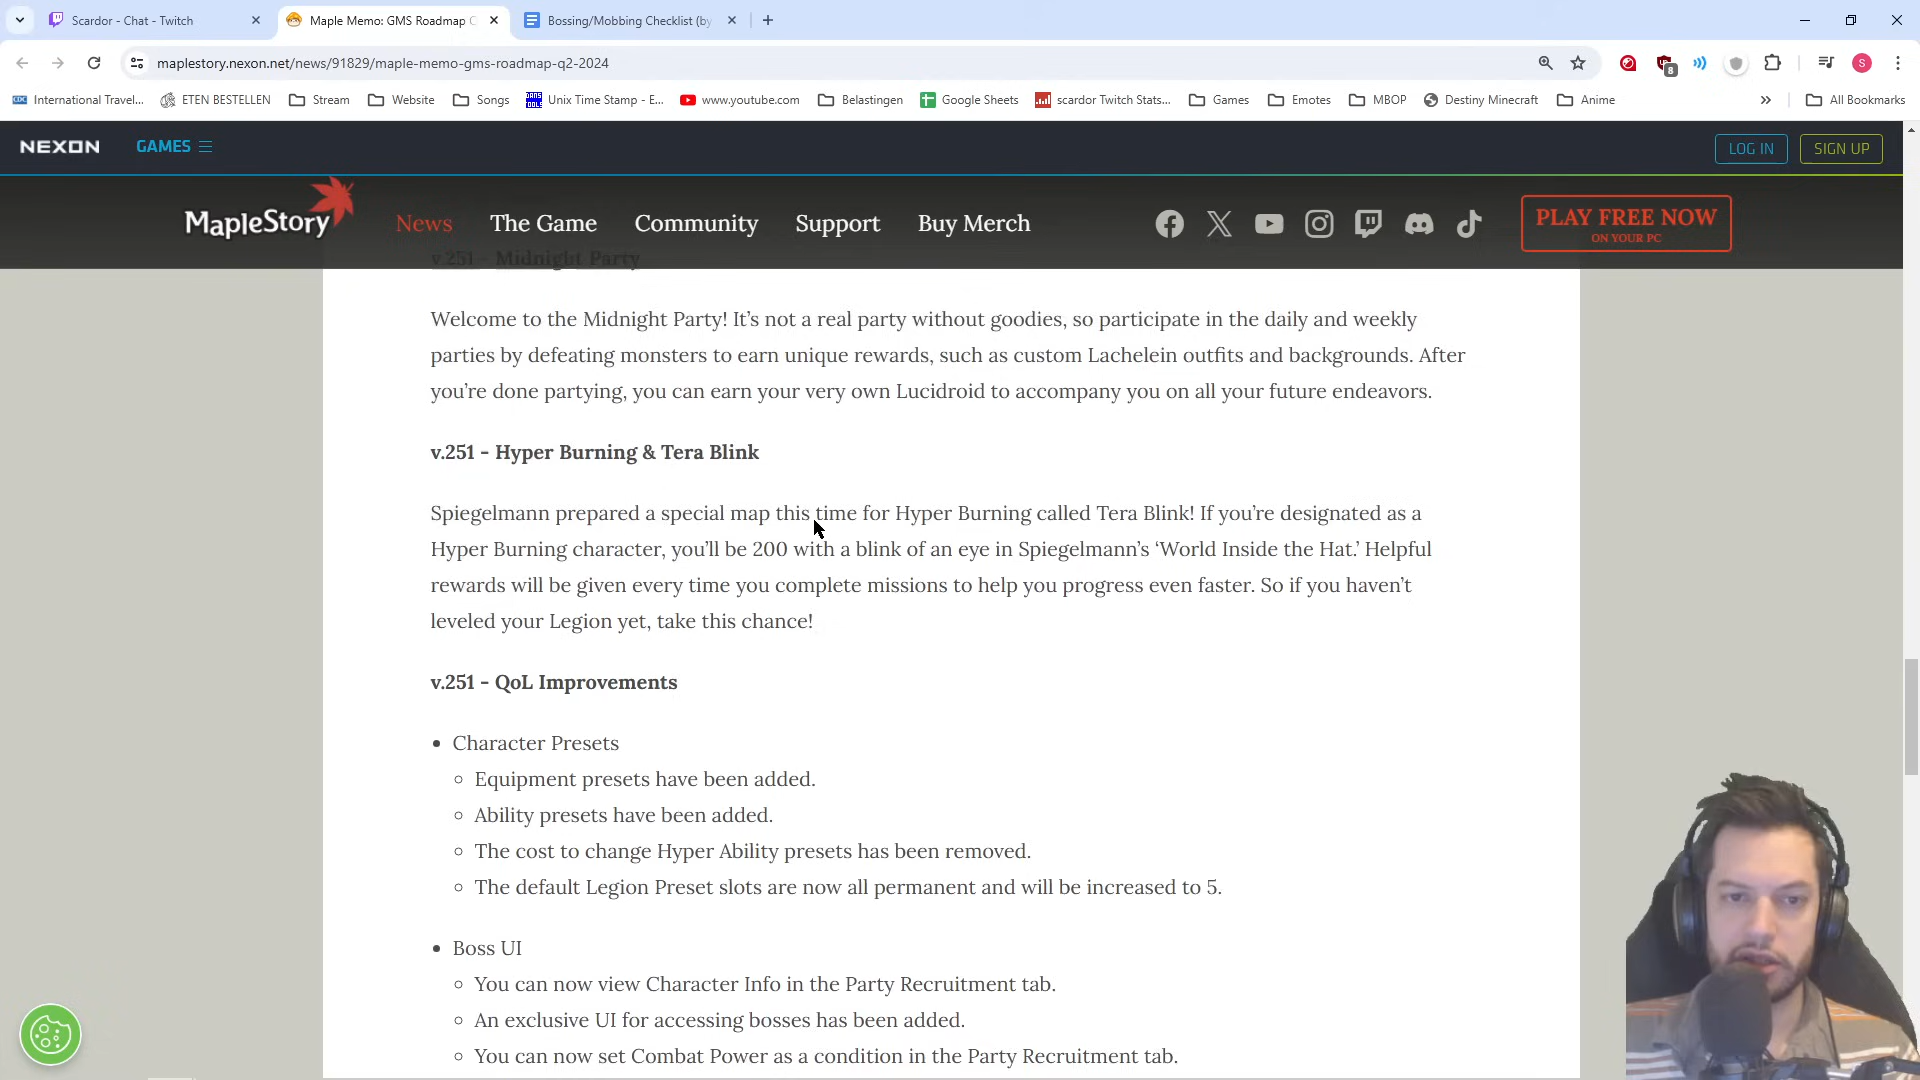 Scardor - Chat - Twitch
Maple Memo: GMS Roadmap
Bossing/Mobbing Checklist (by
maplestory.nexon.net/news/91829/maple-memo-gms-roadmap-q2-2024
8
S
International Travel...
ETEN BESTELLEN
Stream
Website
Songs
Unix Time Stamp - E...
www.youtube.com
Belastingen
Google Sheets
scardor Twitch Stats...
Games
Emotes
MBOP
Destiny Minecraft
Anime
All Bookmarks
NEXON
GAMES
LOG IN
SIGN UP
MapleStory
News
The Game
Community
Support
Buy Merch
PLAY FREE NOW
ON YOUR PC
v.251 - Midnight Party
Welcome to the Midnight Party! It’s not a real party without goodies, so participate in the daily and weekly
parties by defeating monsters to earn unique rewards, such as custom Lachelein outfits and backgrounds. After
you’re done partying, you can earn your very own Lucidroid to accompany you on all your future endeavors.
v.251 - Hyper Burning & Tera Blink
Spiegelmann prepared a special map this time for Hyper Burning called Tera Blink! If you’re designated as a
Hyper Burning character, you’ll be 200 with a blink of an eye in Spiegelmann’s ‘World Inside the Hat.’ Helpful
rewards will be given every time you complete missions to help you progress even faster. So if you haven’t
leveled your Legion yet, take this chance!
v.251 - QoL Improvements
• Character Presets
○ Equipment presets have been added.
○ Ability presets have been added.
○ The cost to change Hyper Ability presets has been removed.
○ The default Legion Preset slots are now all permanent and will be increased to 5.
• Boss UI
○ You can now view Character Info in the Party Recruitment tab.
○ An exclusive UI for accessing bosses has been added.
○ You can now set Combat Power as a condition in the Party Recruitment tab.